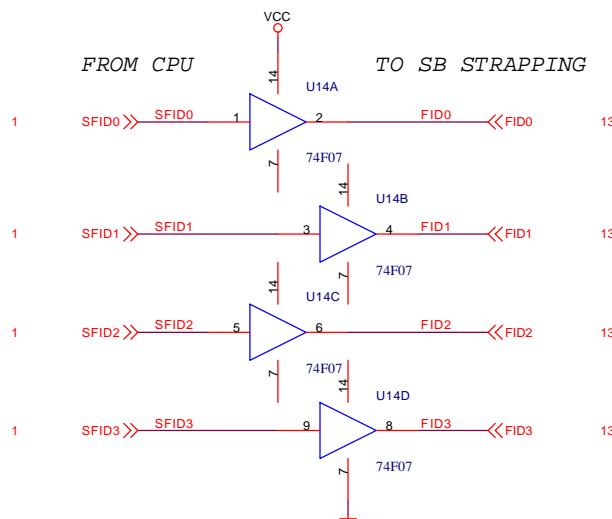 VCC
FROM CPU TO SB STRAPPING
14
U14A
1 SFID0 SFID0 1 2 FID0 FID0 13
7 74F07
14
U14B
1 SFID1 SFID1 3 4 FID1 FID1 13
7 74F07
14 U14C
1 SFID2 SFID2 5 6 FID2 FID2 13
7 74F07
14
U14D
1 SFID3 SFID3 9 8 FID3 FID3 13
7 74F07